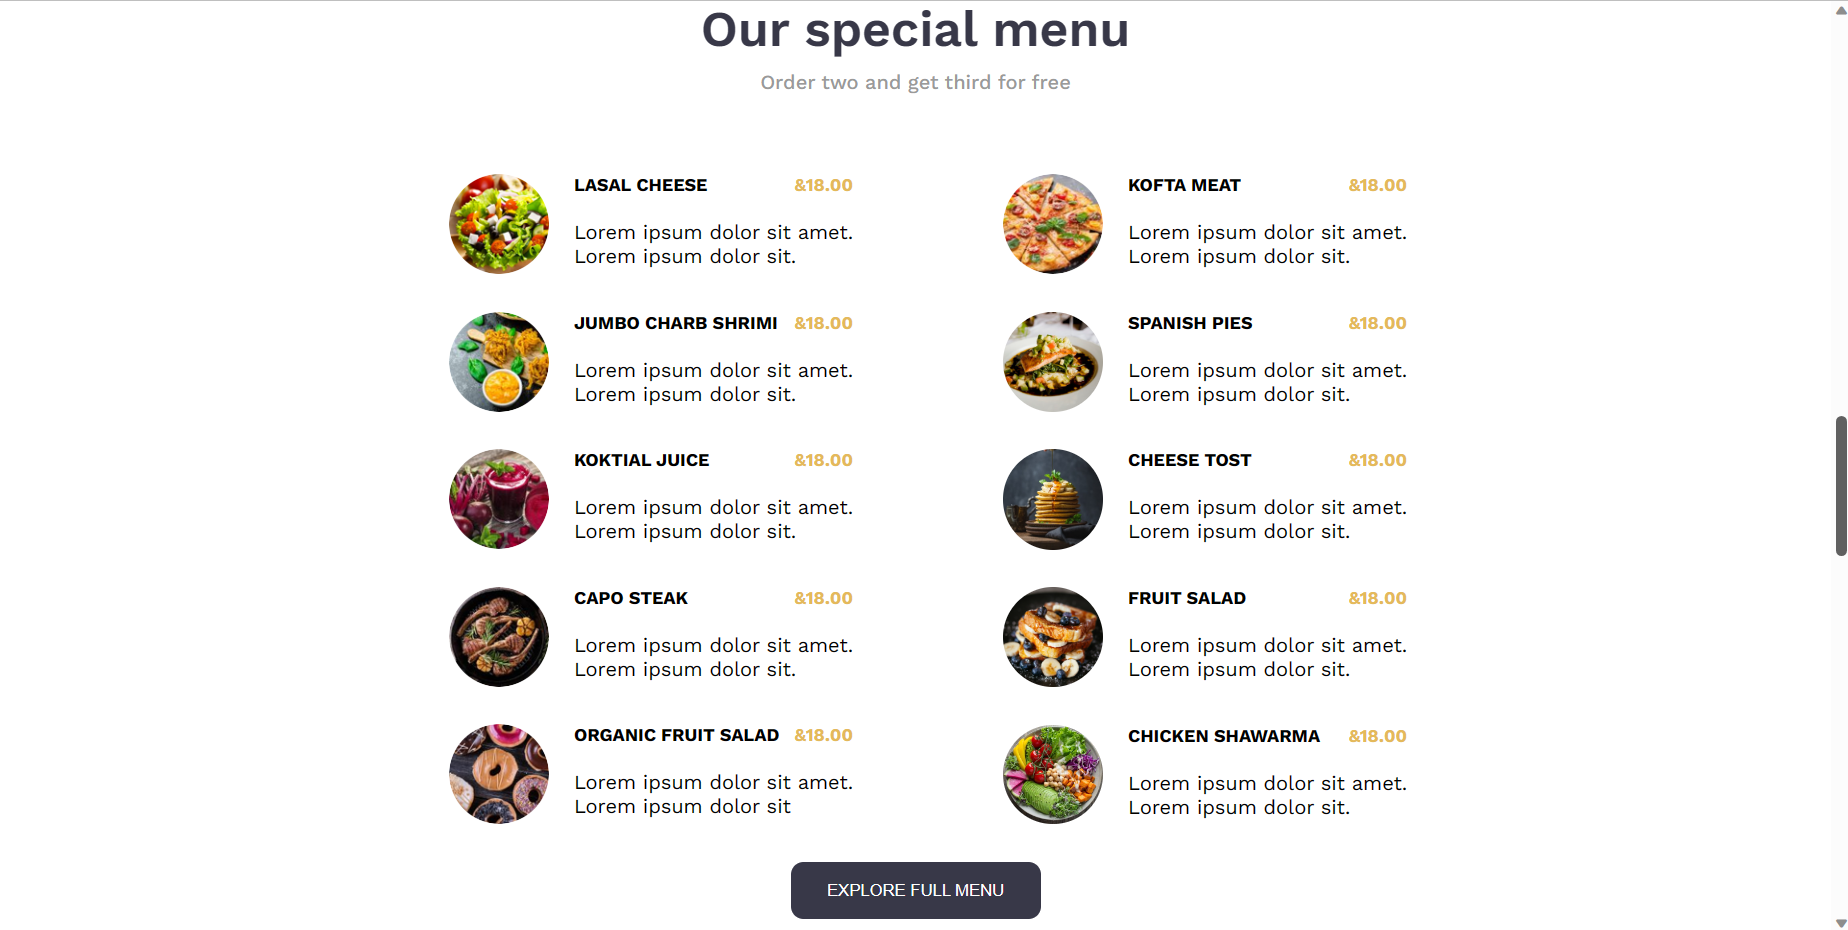 Our special menu
Order two and get third for free
LASAL CHEESE &18.00
Lorem ipsum dolor sit amet.
Lorem ipsum dolor sit.
KOFTA MEAT &18.00
Lorem ipsum dolor sit amet.
Lorem ipsum dolor sit.
JUMBO CHARB SHRIMI &18.00
Lorem ipsum dolor sit amet.
Lorem ipsum dolor sit.
SPANISH PIES &18.00
Lorem ipsum dolor sit amet.
Lorem ipsum dolor sit.
KOKTIAL JUICE &18.00
Lorem ipsum dolor sit amet.
Lorem ipsum dolor sit.
CHEESE TOST &18.00
Lorem ipsum dolor sit amet.
Lorem ipsum dolor sit.
CAPO STEAK &18.00
Lorem ipsum dolor sit amet.
Lorem ipsum dolor sit.
FRUIT SALAD &18.00
Lorem ipsum dolor sit amet.
Lorem ipsum dolor sit.
ORGANIC FRUIT SALAD &18.00
Lorem ipsum dolor sit amet.
Lorem ipsum dolor sit
CHICKEN SHAWARMA &18.00
Lorem ipsum dolor sit amet.
Lorem ipsum dolor sit.
EXPLORE FULL MENU